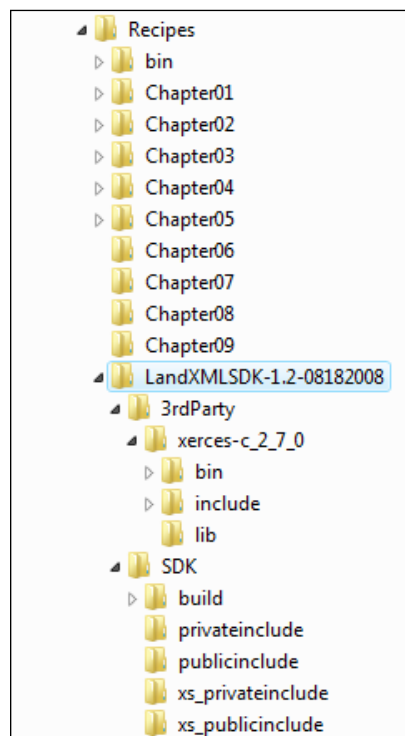 Recipes
bin
Chapter01
Chapter02
Chapter03
Chapter04
Chapter05
Chapter06
Chapter07
Chapter08
Chapter09
LandXMLSDK-1.2-08182008
3rdParty
xerces-c_2_7_0
bin
include
lib
SDK
build
privateinclude
publicinclude
xs_privateinclude
xs_publicinclude